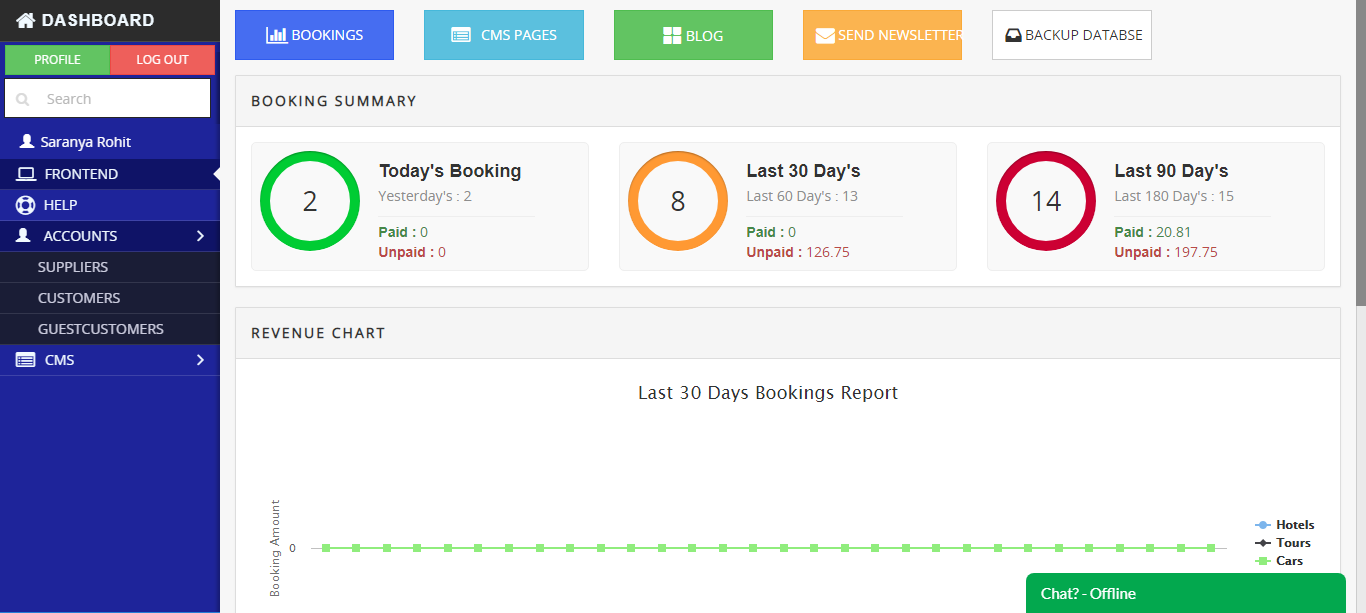 DASHBOARD
PROFILE
LOG OUT
Search
Saranya Rohit
FRONTEND
HELP
ACCOUNTS
SUPPLIERS
CUSTOMERS
GUESTCUSTOMERS
CMS
BOOKINGS
CMS PAGES
BLOG
SEND NEWSLETTER
BACKUP DATABSE
BOOKING SUMMARY
2
Today's Booking
Yesterday's : 2
Paid : 0
Unpaid : 0
8
Last 30 Day's
Last 60 Day's : 13
Paid : 0
Unpaid : 126.75
14
Last 90 Day's
Last 180 Day's : 15
Paid : 20.81
Unpaid : 197.75
REVENUE CHART
Last 30 Days Bookings Report
Booking Amount
0
Hotels
Tours
Cars
Chat? - Offline